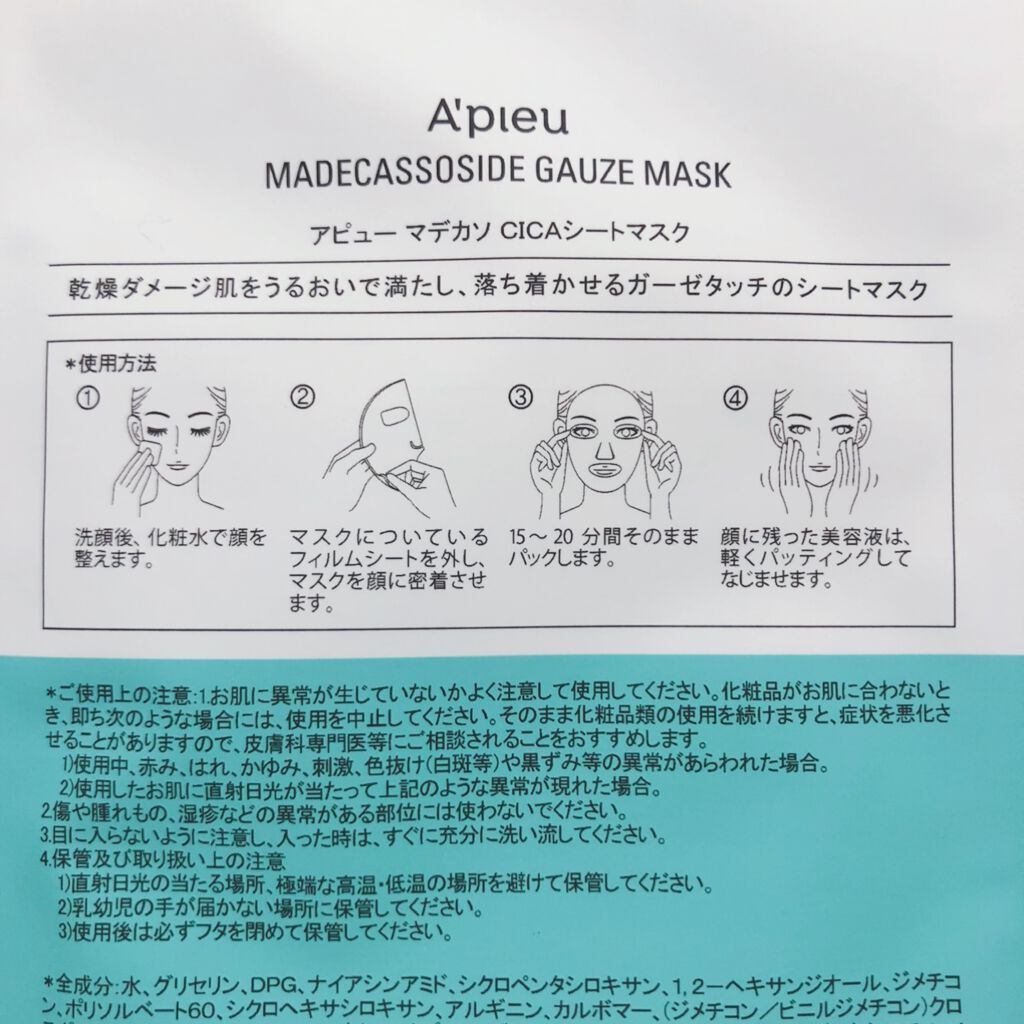 A'pieu
MADECASSOSIDE GAUZE MASK
アピュー マデカソ CICAシートマスク
乾燥ダメージ肌をうるおいで満たし、落ち着かせるガーゼタッチのシートマスク
*使用方法
①
洗顔後、化粧水で顔を
整えます。
②
マスクについている
フィルムシートを外し、
マスクを顔に密着させ
ます。
③
15～20 分間そのまま
パックします。
④
顔に残った美容液は、
軽くパッティングして
なじませます。
*ご使用上の注意:1.お肌に異常が生じていないかよく注意して使用してください。化粧品がお肌に合わないと
き、即ち次のような場合には、使用を中止してください。そのまま化粧品類の使用を続けますと、症状を悪化さ
せることがありますので、皮膚科専門医等にご相談されることをおすすめします。
1)使用中、赤み、はれ、かゆみ、刺激、色抜け(白斑等)や黒ずみ等の異常があらわれた場合。
2)使用したお肌に直射日光が当たって上記のような異常が現れた場合。
2.傷や腫れもの、湿疹などの異常がある部位には使わないでください。
3.目に入らないように注意し、入った時は、すぐに充分に洗い流してください。
4.保管及び取り扱い上の注意
1)直射日光の当たる場所、極端な高温・低温の場所を避けて保管してください。
2)乳幼児の手が届かない場所に保管してください。
3)使用後は必ずフタを閉めて保管してください。
*全成分:水、グリセリン、DPG、ナイアシンアミド、シクロペンタシロキサン、1,2－ヘキサンジオール、ジメチコ
ン、ポリソルベート60、シクロヘキサシロキサン、アルギニン、カルボマー、(ジメチコン／ビニルジメチコン)クロ